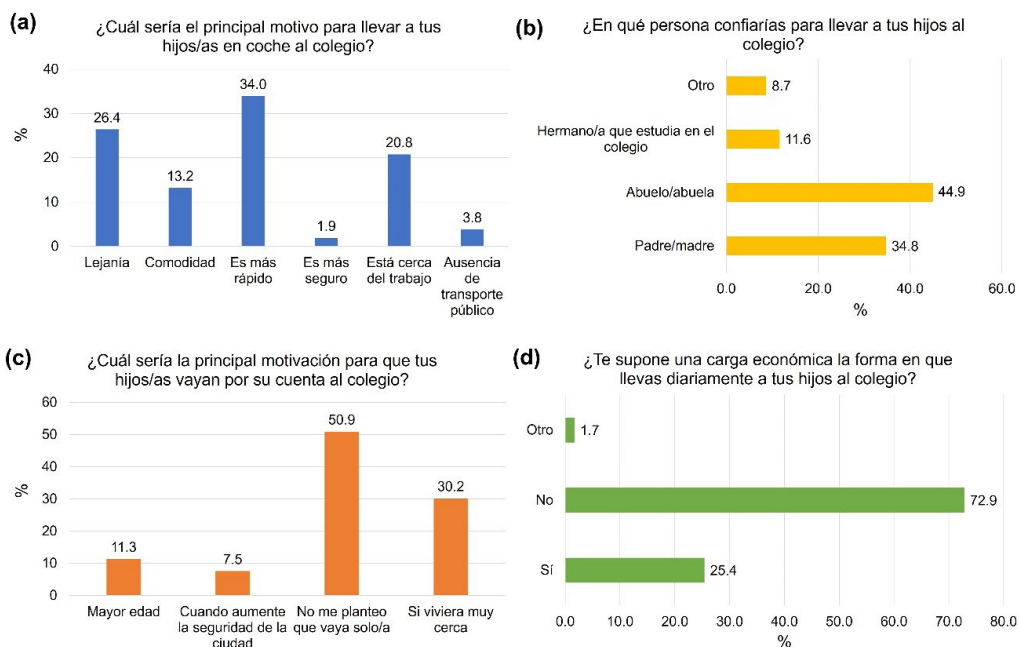 (a)
¿Cuál sería el principal motivo para llevar a tus
hijos/as en coche al colegio?
40
30
20
10
0
%
26.4
13.2
34.0
1.9
20.8
3.8
Lejanía
Comodidad
Es más
rápido
Es más
seguro
Está cerca
del trabajo
Ausencia
de
transporte
público
(b)
¿En qué persona confiarías para llevar a tus hijos al
colegio?
Otro
8.7
Hermano/a que estudia en el
colegio
11.6
Abuelo/abuela
44.9
Padre/madre
34.8
0.0
20.0
40.0
60.0
%
(c)
¿Cuál sería la principal motivación para que tus
hijos/as vayan por su cuenta al colegio?
60
50
40
30
20
10
0
%
11.3
7.5
50.9
30.2
Mayor edad
Cuando aumente
la seguridad de la
ciudad
No me planteo
que vaya solo/a
Si viviera muy
cerca
(d)
¿Te supone una carga económica la forma en que
llevas diariamente a tus hijos al colegio?
Otro
1.7
No
72.9
Sí
25.4
0.0
10.0
20.0
30.0
40.0
50.0
60.0
70.0
80.0
%